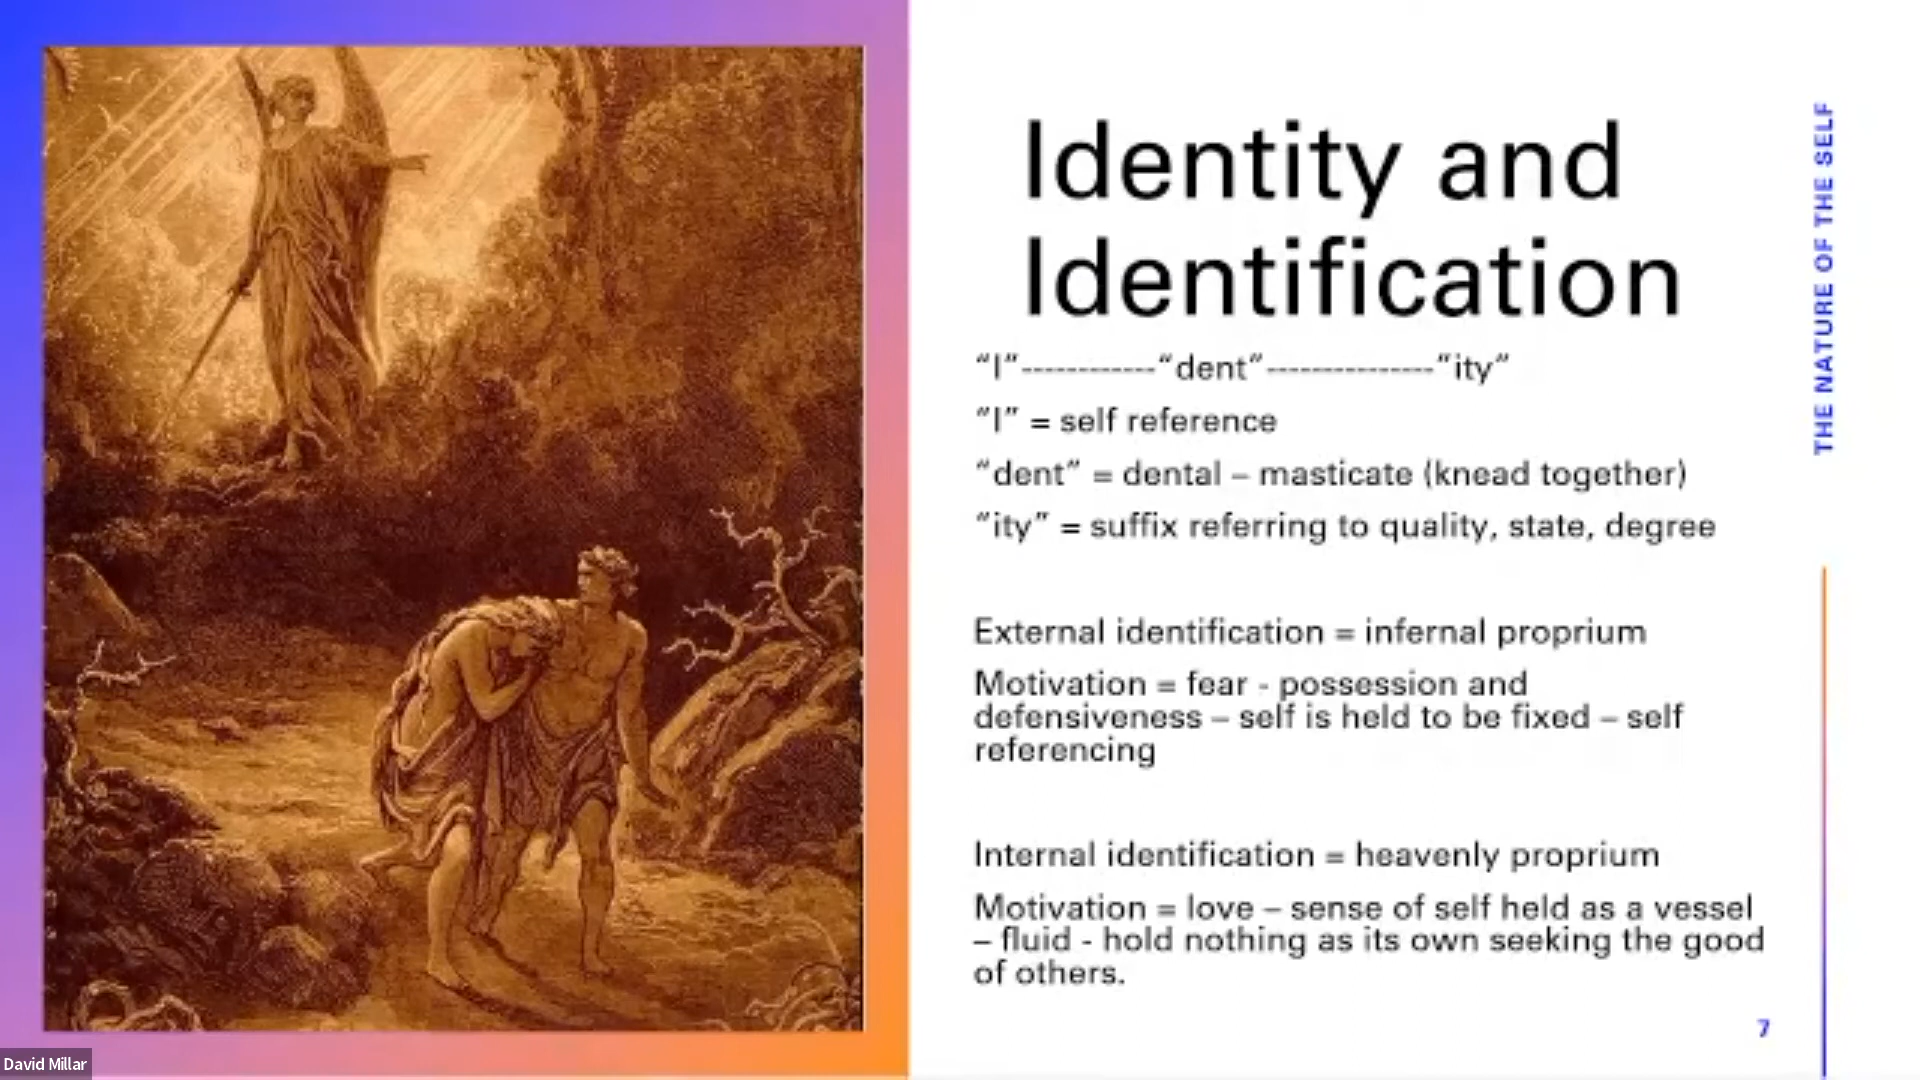 Identity and
Identification
“I”------------“dent”---------------“ity”
“I” = self reference
“dent” = dental – masticate (knead together)
“ity” = suffix referring to quality, state, degree
External identification = infernal proprium
Motivation = fear - possession and
defensiveness – self is held to be fixed – self
referencing
Internal identification = heavenly proprium
Motivation = love – sense of self held as a vessel
– fluid - hold nothing as its own seeking the good
of others.
THE NATURE OF THE SELF
7
David Millar